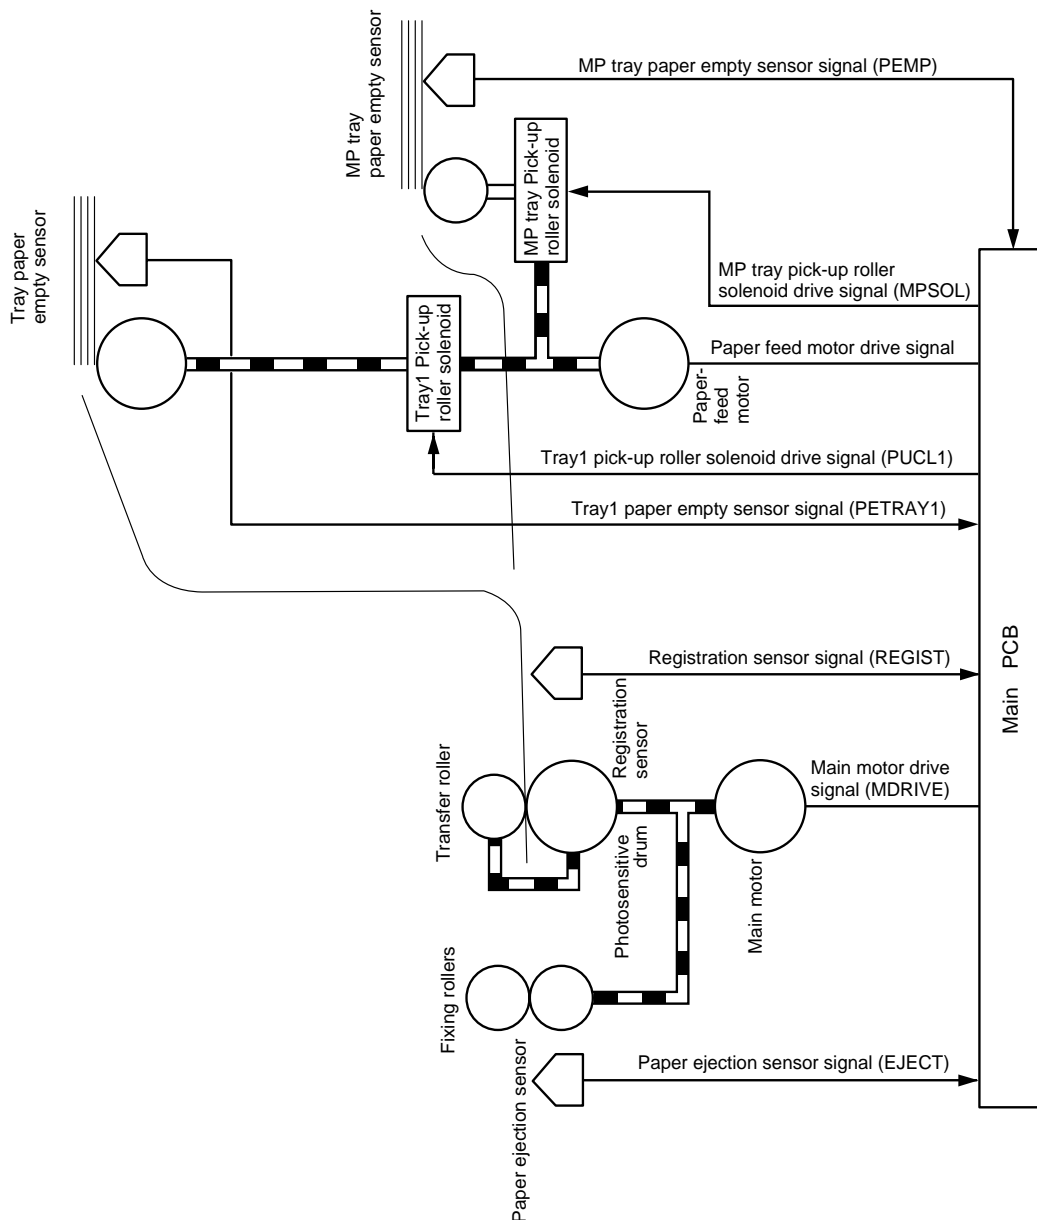 MP tray paper empty sensor signal (PEMP)
MP tray
paper empty sensor
MP tray Pick-up
roller solenoid
Tray paper
empty sensor
MP tray pick-up roller
solenoid drive signal (MPSOL)
Tray1 Pick-up
roller solenoid
Paper feed motor drive signal
Paper-
feed
motor
Tray1 pick-up roller solenoid drive signal (PUCL1)
Tray1 paper empty sensor signal (PETRAY1)
Registration sensor signal (REGIST)
Registration
sensor
Main PCB
Transfer roller
Main motor drive
signal (MDRIVE)
Photosensitive
drum
Main motor
Fixing rollers
Paper ejection sensor signal (EJECT)
Paper ejection sensor